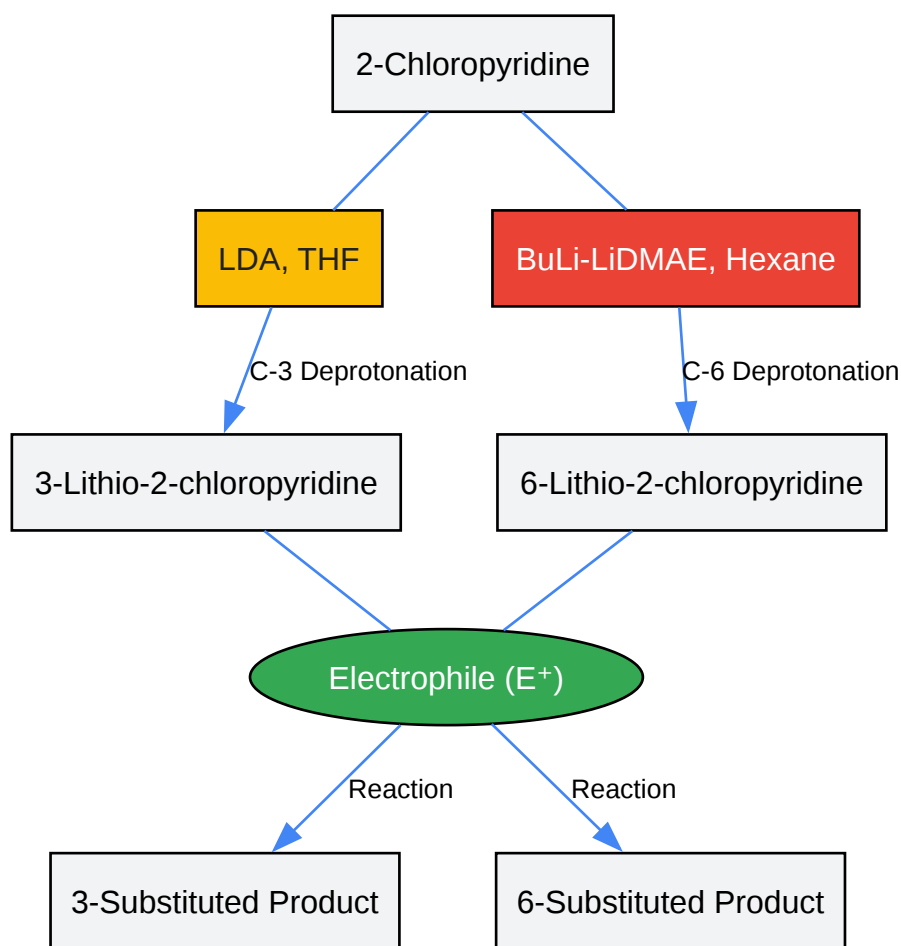 2-Chloropyridine
LDA, THF
BuLi-LiDMAE, Hexane
C-3 Deprotonation
C-6 Deprotonation
3-Lithio-2-chloropyridine
6-Lithio-2-chloropyridine
Electrophile (E⁺)
Reaction
Reaction
3-Substituted Product
6-Substituted Product